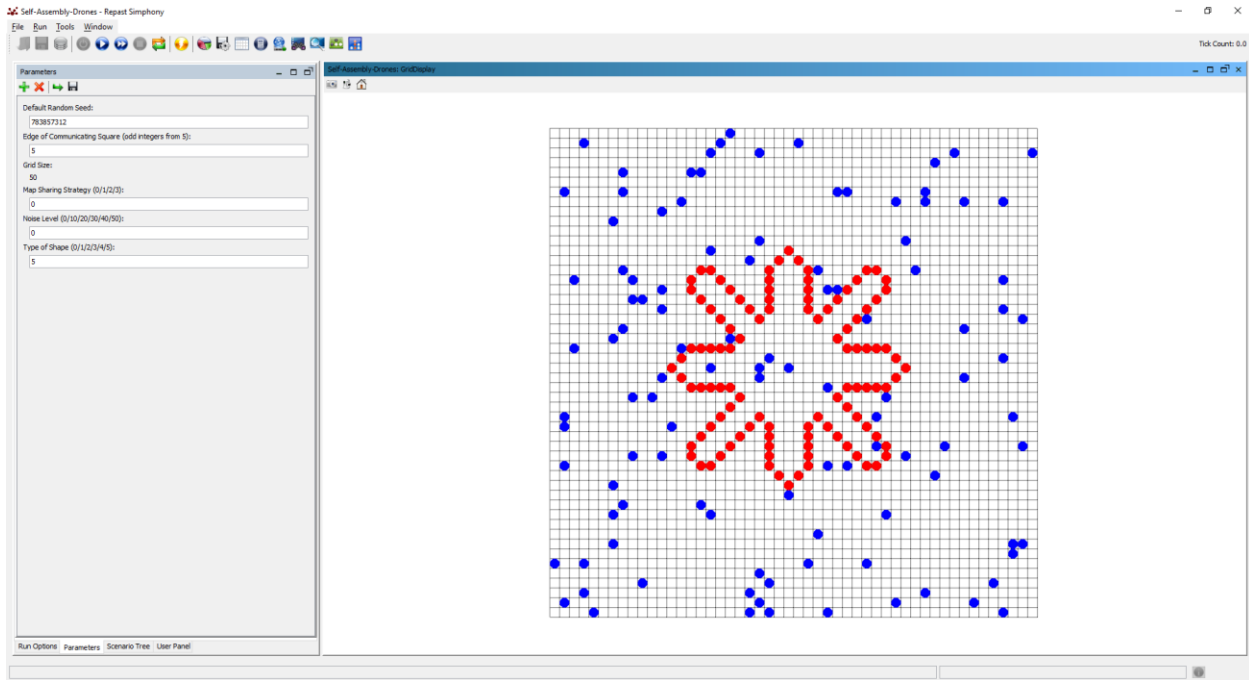 Self-Assembly-Drones - Repast Simphony
File Run Tools Window
Tick Count: 0.0
Parameters
Default Random Seed:
783857312
Edge of Communicating Square (odd integers from 5):
5
Grid Size:
50
Map Sharing Strategy (0/1/2/3):
0
Noise Level (0/10/20/30/40/50):
0
Type of Shape (0/1/2/3/4/5):
5
Run Options Parameters Scenario Tree User Panel
Self-Assembly-Drones: GridDisplay